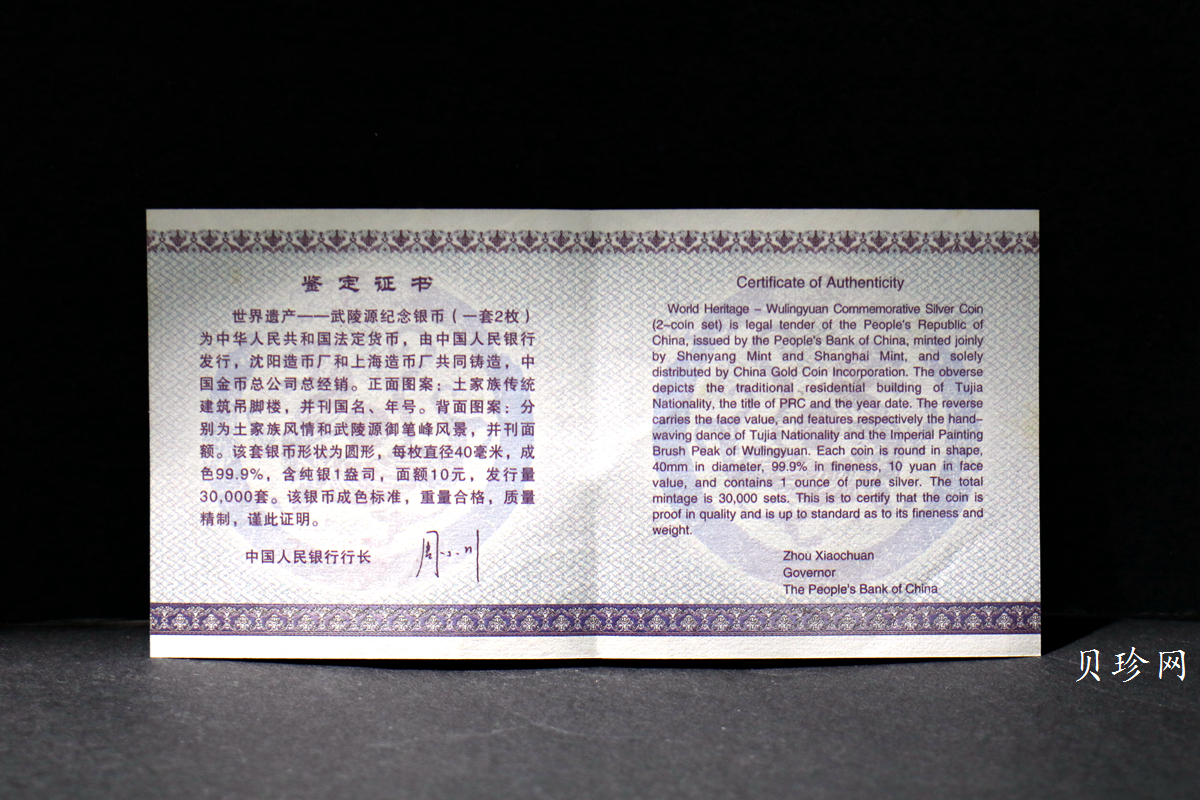 鉴定证书
世界遗产——武陵源纪念银币（一套2枚）
为中华人民共和国法定货币，由中国人民银行
发行，沈阳造币厂和上海造币厂共同铸造，中
国金币总公司总经销。正面图案：土家族传统
建筑吊脚楼，并刊国名、年号。背面图案：分
别为土家族风情和武陵源御笔峰风景，并刊面
额。该套银币形状为圆形，每枚直径40毫米，成
色99.9%，含纯银1盎司，面额10元，发行量
30,000套。该银币成色标准，重量合格，质量
精制，谨此证明。
中国人民银行行长 周小川
Certificate of Authenticity
World Heritage – Wulingyuan Commemorative Silver Coin
(2–coin set) is legal tender of the People's Republic of
China, issued by the People's Bank of China, minted joinly
by Shenyang Mint and Shanghai Mint, and solely
distributed by China Gold Coin Incorporation. The obverse
depicts the traditional residential building of Tujia
Nationality, the title of PRC and the year date. The reverse
carries the face value, and features respectively the hand–
waving dance of Tujia Nationality and the Imperial Painting
Brush Peak of Wulingyuan. Each coin is round in shape,
40mm in diameter, 99.9% in fineness, 10 yuan in face
value, and contains 1 ounce of pure silver. The total
mintage is 30,000 sets. This is to certify that the coin is
proof in quality and is up to standard as to its fineness and
weight.
Zhou Xiaochuan
Governor
The People's Bank of China
贝珍网